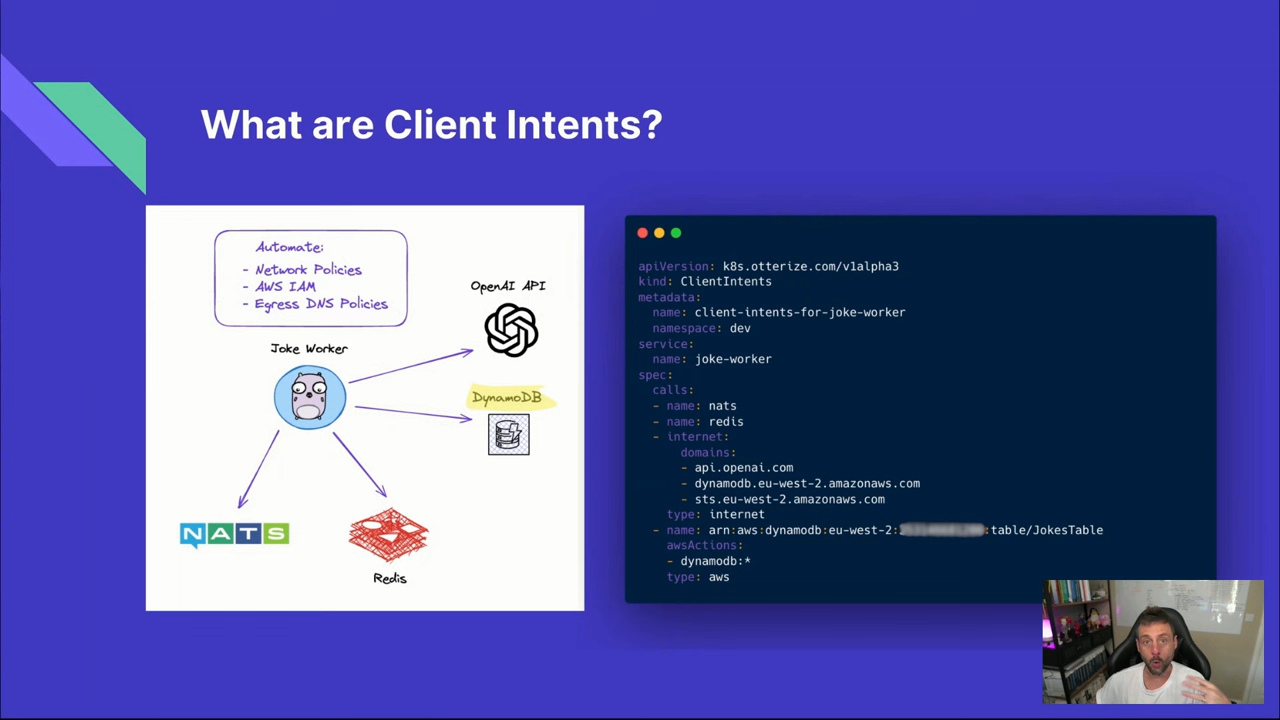 What are Client Intents?
Automate:
- Network Policies
- AWS IAM
- Egress DNS Policies
OpenAI API
Joke Worker
DynamoDB
NATS
Redis
apiVersion: k8s.otterize.com/v1alpha3
kind: ClientIntents
metadata:
name: client-intents-for-joke-worker
namespace: dev
service:
name: joke-worker
spec:
calls:
- name: nats
- name: redis
- internet:
domains:
- api.openai.com
- dynamodb.eu-west-2.amazonaws.com
- sts.eu-west-2.amazonaws.com
type: internet
- name: arn:aws:dynamodb:eu-west-2: :table/JokesTable
awsActions:
- dynamodb:*
type: aws